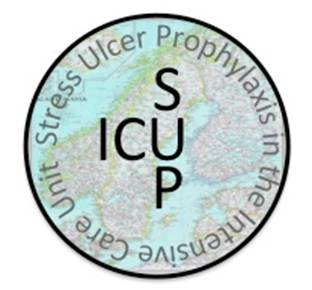 Stress Ulcer Prophylaxis in the Intensive Care Unit
S
ICU
P